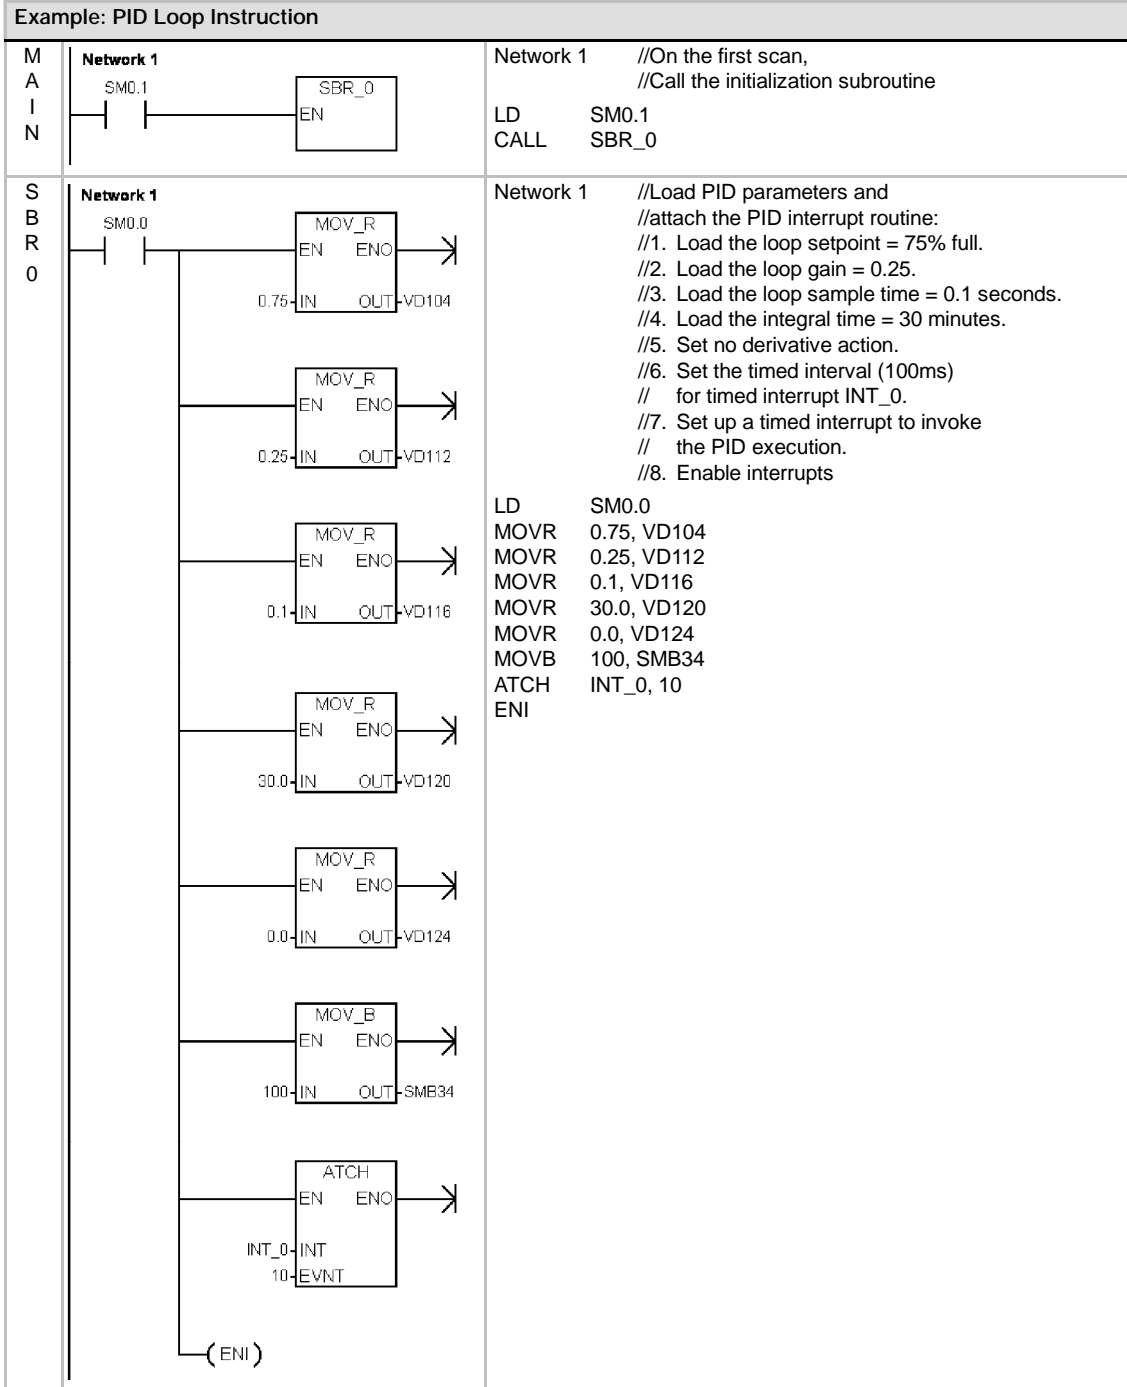 Example: PID Loop Instruction
M
A
I
N
Network 1
SM0.1
SBR_0
EN
Network 1 //On the first scan,
//Call the initialization subroutine
LD SM0.1
CALL SBR_0
S
B
R
0
Network 1
SM0.0
MOV_R
EN ENO
0.75 IN OUT VD104
MOV_R
EN ENO
0.25 IN OUT VD112
MOV_R
EN ENO
0.1 IN OUT VD116
MOV_R
EN ENO
30.0 IN OUT VD120
MOV_R
EN ENO
0.0 IN OUT VD124
MOV_B
EN ENO
100 IN OUT SMB34
ATCH
EN ENO
INT_0 INT
10 EVNT
( ENI )
Network 1 //Load PID parameters and
//attach the PID interrupt routine:
//1. Load the loop setpoint = 75% full.
//2. Load the loop gain = 0.25.
//3. Load the loop sample time = 0.1 seconds.
//4. Load the integral time = 30 minutes.
//5. Set no derivative action.
//6. Set the timed interval (100ms)
// for timed interrupt INT_0.
//7. Set up a timed interrupt to invoke
// the PID execution.
//8. Enable interrupts
LD SM0.0
MOVR 0.75, VD104
MOVR 0.25, VD112
MOVR 0.1, VD116
MOVR 30.0, VD120
MOVR 0.0, VD124
MOVB 100, SMB34
ATCH INT_0, 10
ENI